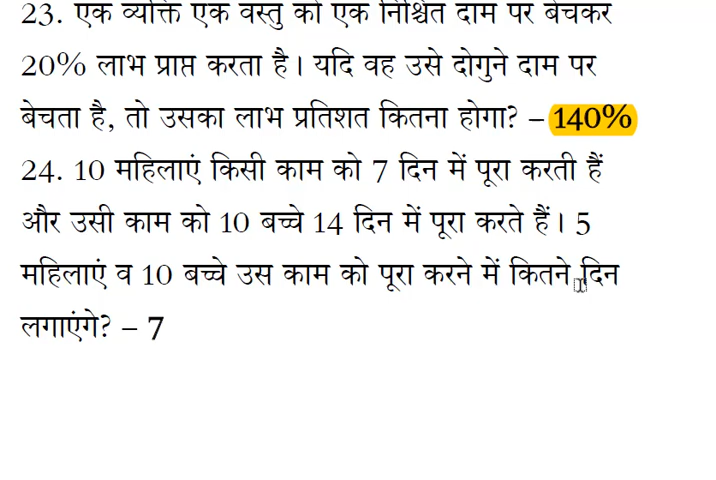 23. एक व्यक्ति एक वस्तु को एक निश्चित दाम पर बेचकर
20% लाभ प्राप्त करता है। यदि वह उसे दोगुने दाम पर
बेचता है, तो उसका लाभ प्रतिशत कितना होगा? – 140%
24. 10 महिलाएं किसी काम को 7 दिन में पूरा करती हैं
और उसी काम को 10 बच्चे 14 दिन में पूरा करते हैं। 5
महिलाएं व 10 बच्चे उस काम को पूरा करने में कितने दिन
लगाएंगे? – 7